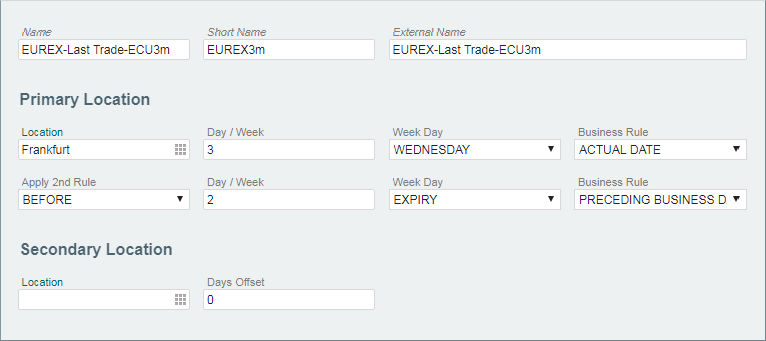 Name Short Name External Name
EUREX-Last Trade-ECU3m EUREX3m EUREX-Last Trade-ECU3m
Primary Location
Location Day / Week Week Day Business Rule
Frankfurt 3 WEDNESDAY ACTUAL DATE
Apply 2nd Rule Day / Week Week Day Business Rule
BEFORE 2 EXPIRY PRECEDING BUSINESS D
Secondary Location
Location Days Offset
0